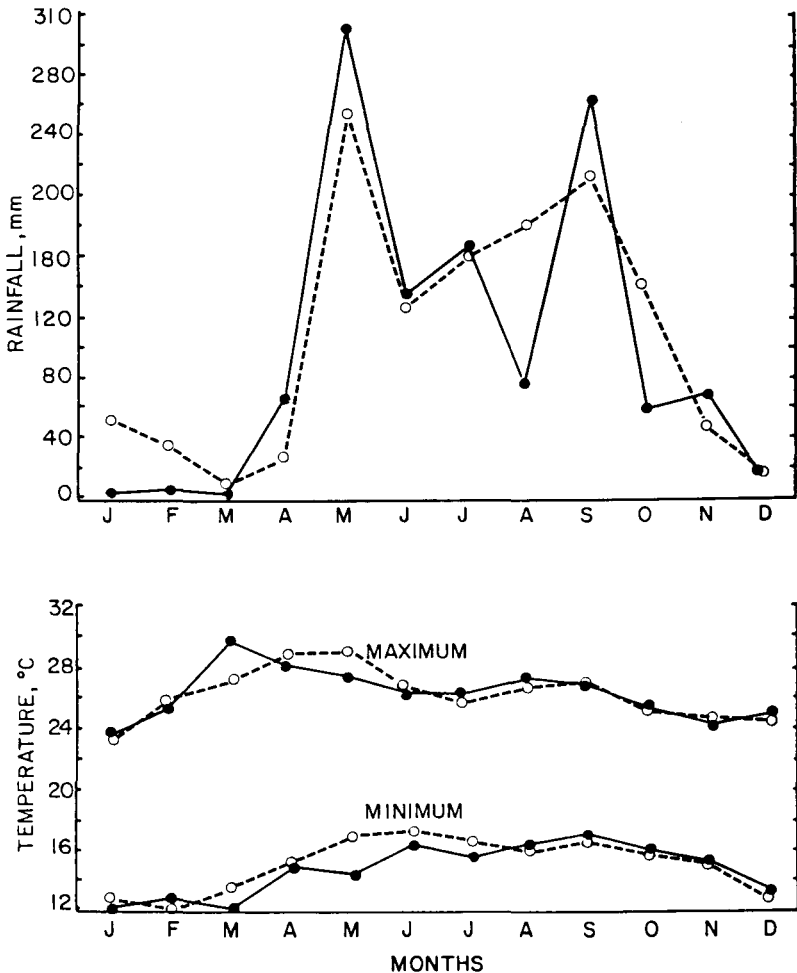 310
280
240
200
180
120
80
40
0
RAINFALL, mm
J F M A M J J A S O N D
32
28
24
20
16
12
TEMPERATURE, °C
MAXIMUM
MINIMUM
J F M A M J J A S O N D
MONTHS